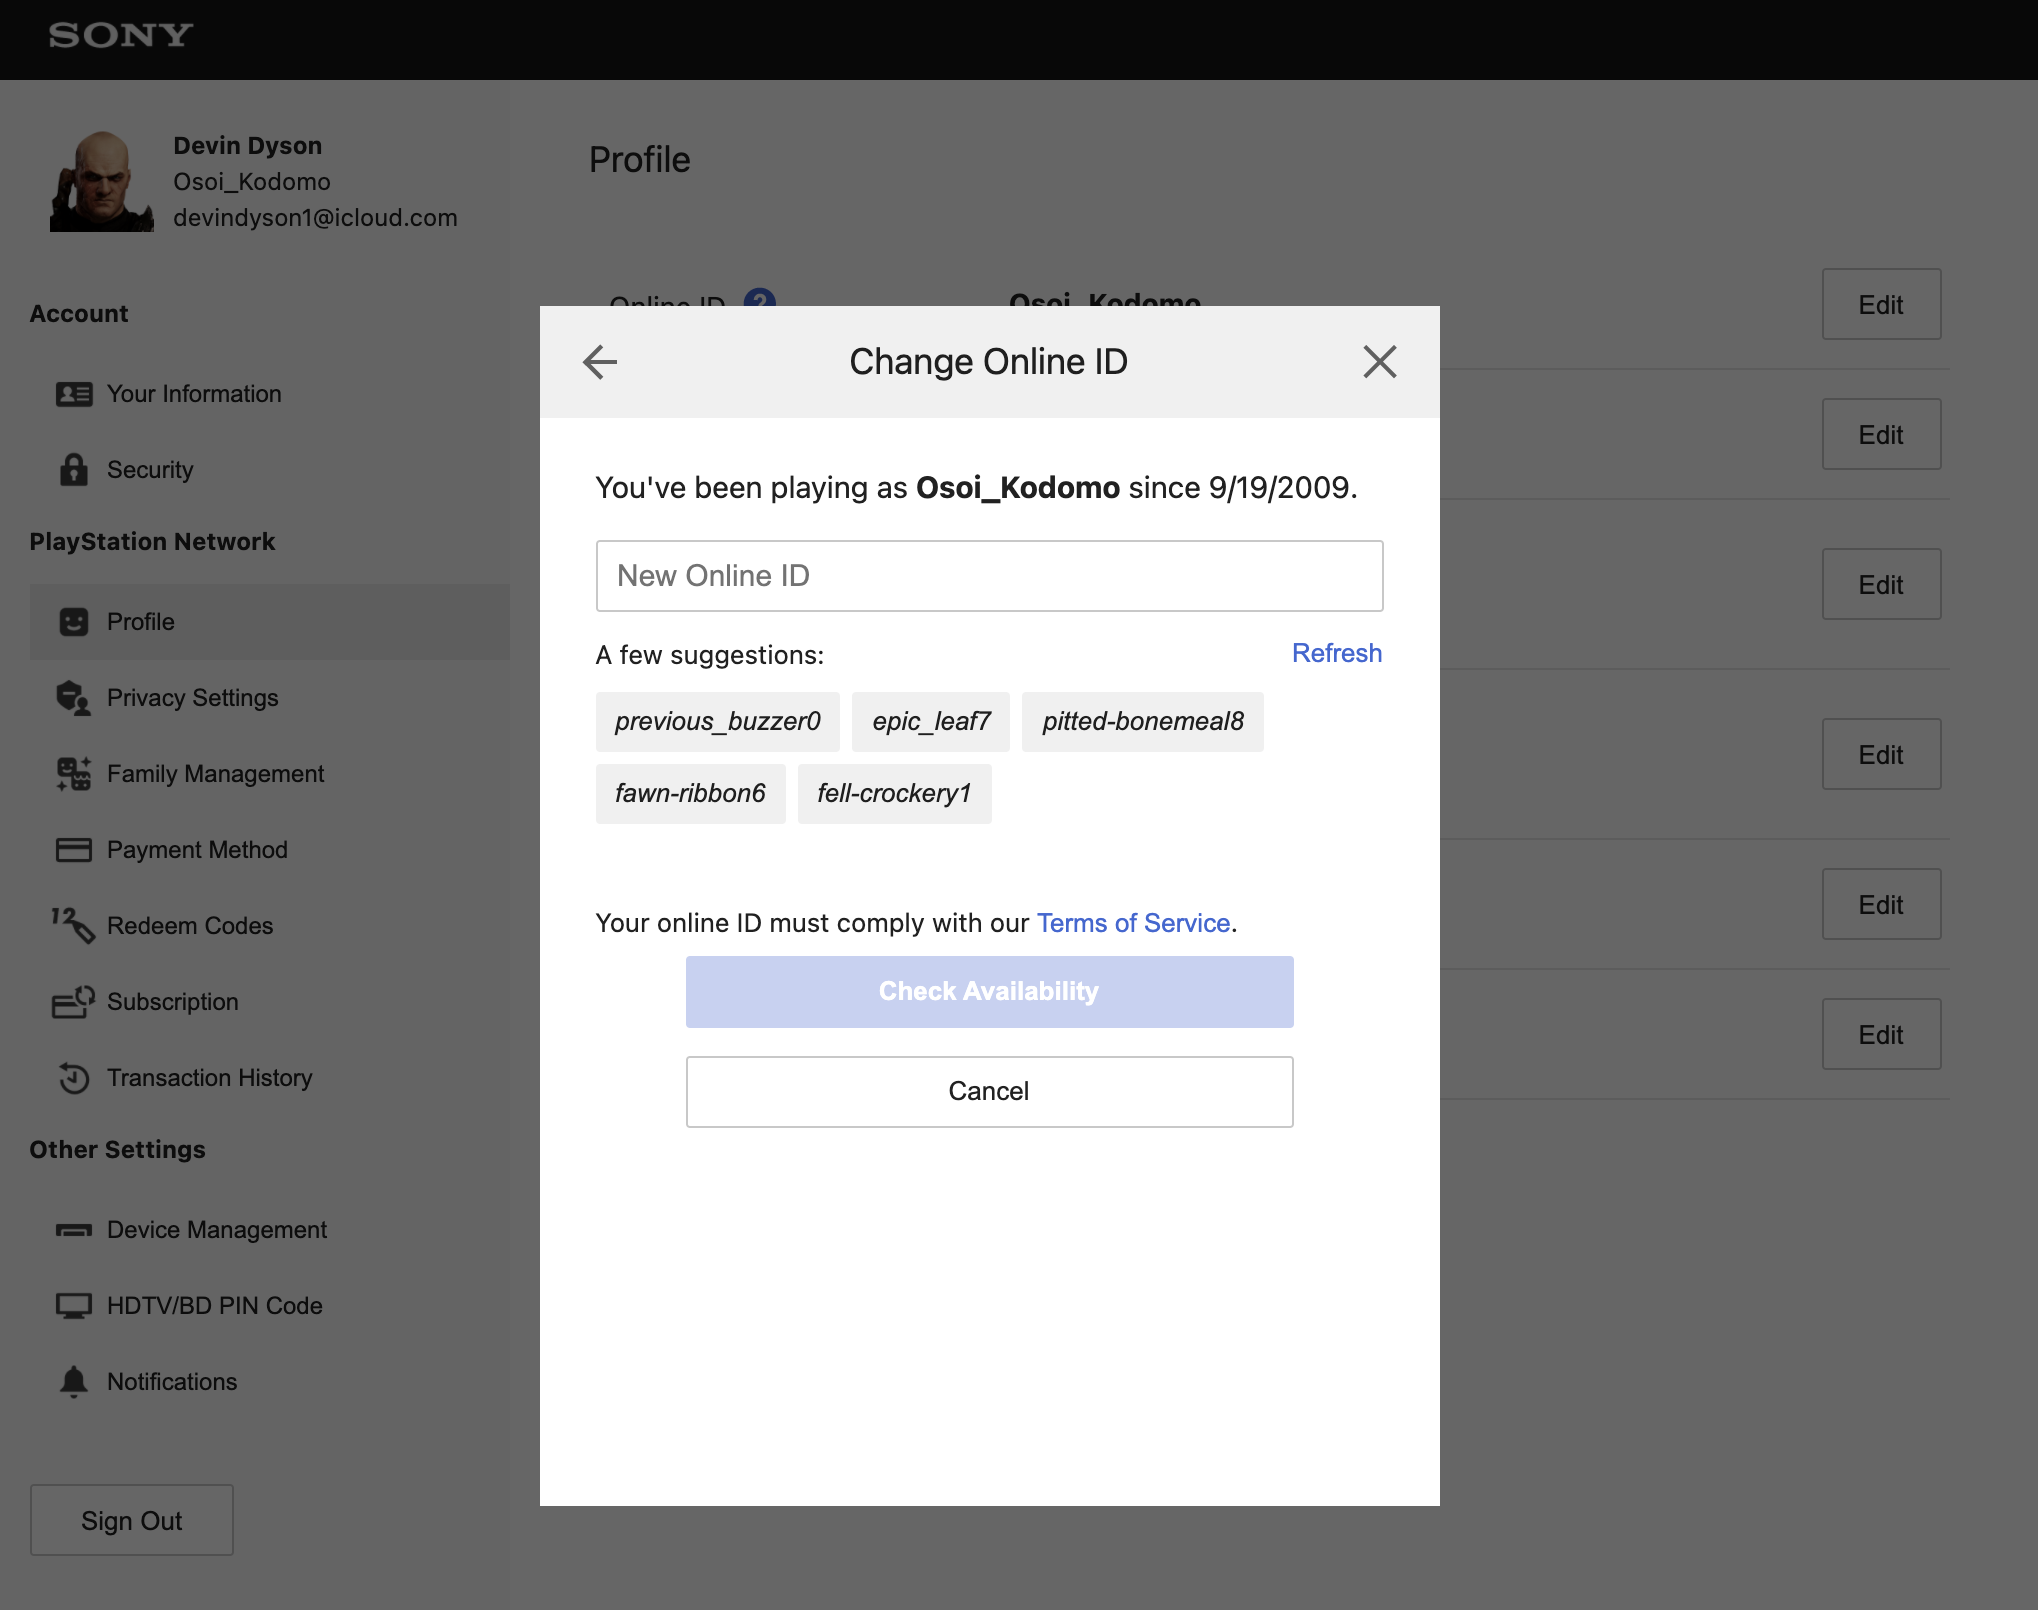 SONY
Devin Dyson
Osoi_Kodomo
devindyson1@icloud.com
Account
Your Information
Security
PlayStation Network
Profile
Privacy Settings
Family Management
Payment Method
Redeem Codes
Subscription
Transaction History
Other Settings
Device Management
HDTV/BD PIN Code
Notifications
Sign Out
Profile
Online ID ? Osoi_Kodomo Edit
Edit
Edit
Edit
Edit
Edit
Change Online ID
You've been playing as Osoi_Kodomo since 9/19/2009.
New Online ID
A few suggestions: Refresh
previous_buzzer0 epic_leaf7 pitted-bonemeal8
fawn-ribbon6 fell-crockery1
Your online ID must comply with our Terms of Service.
Check Availability
Cancel